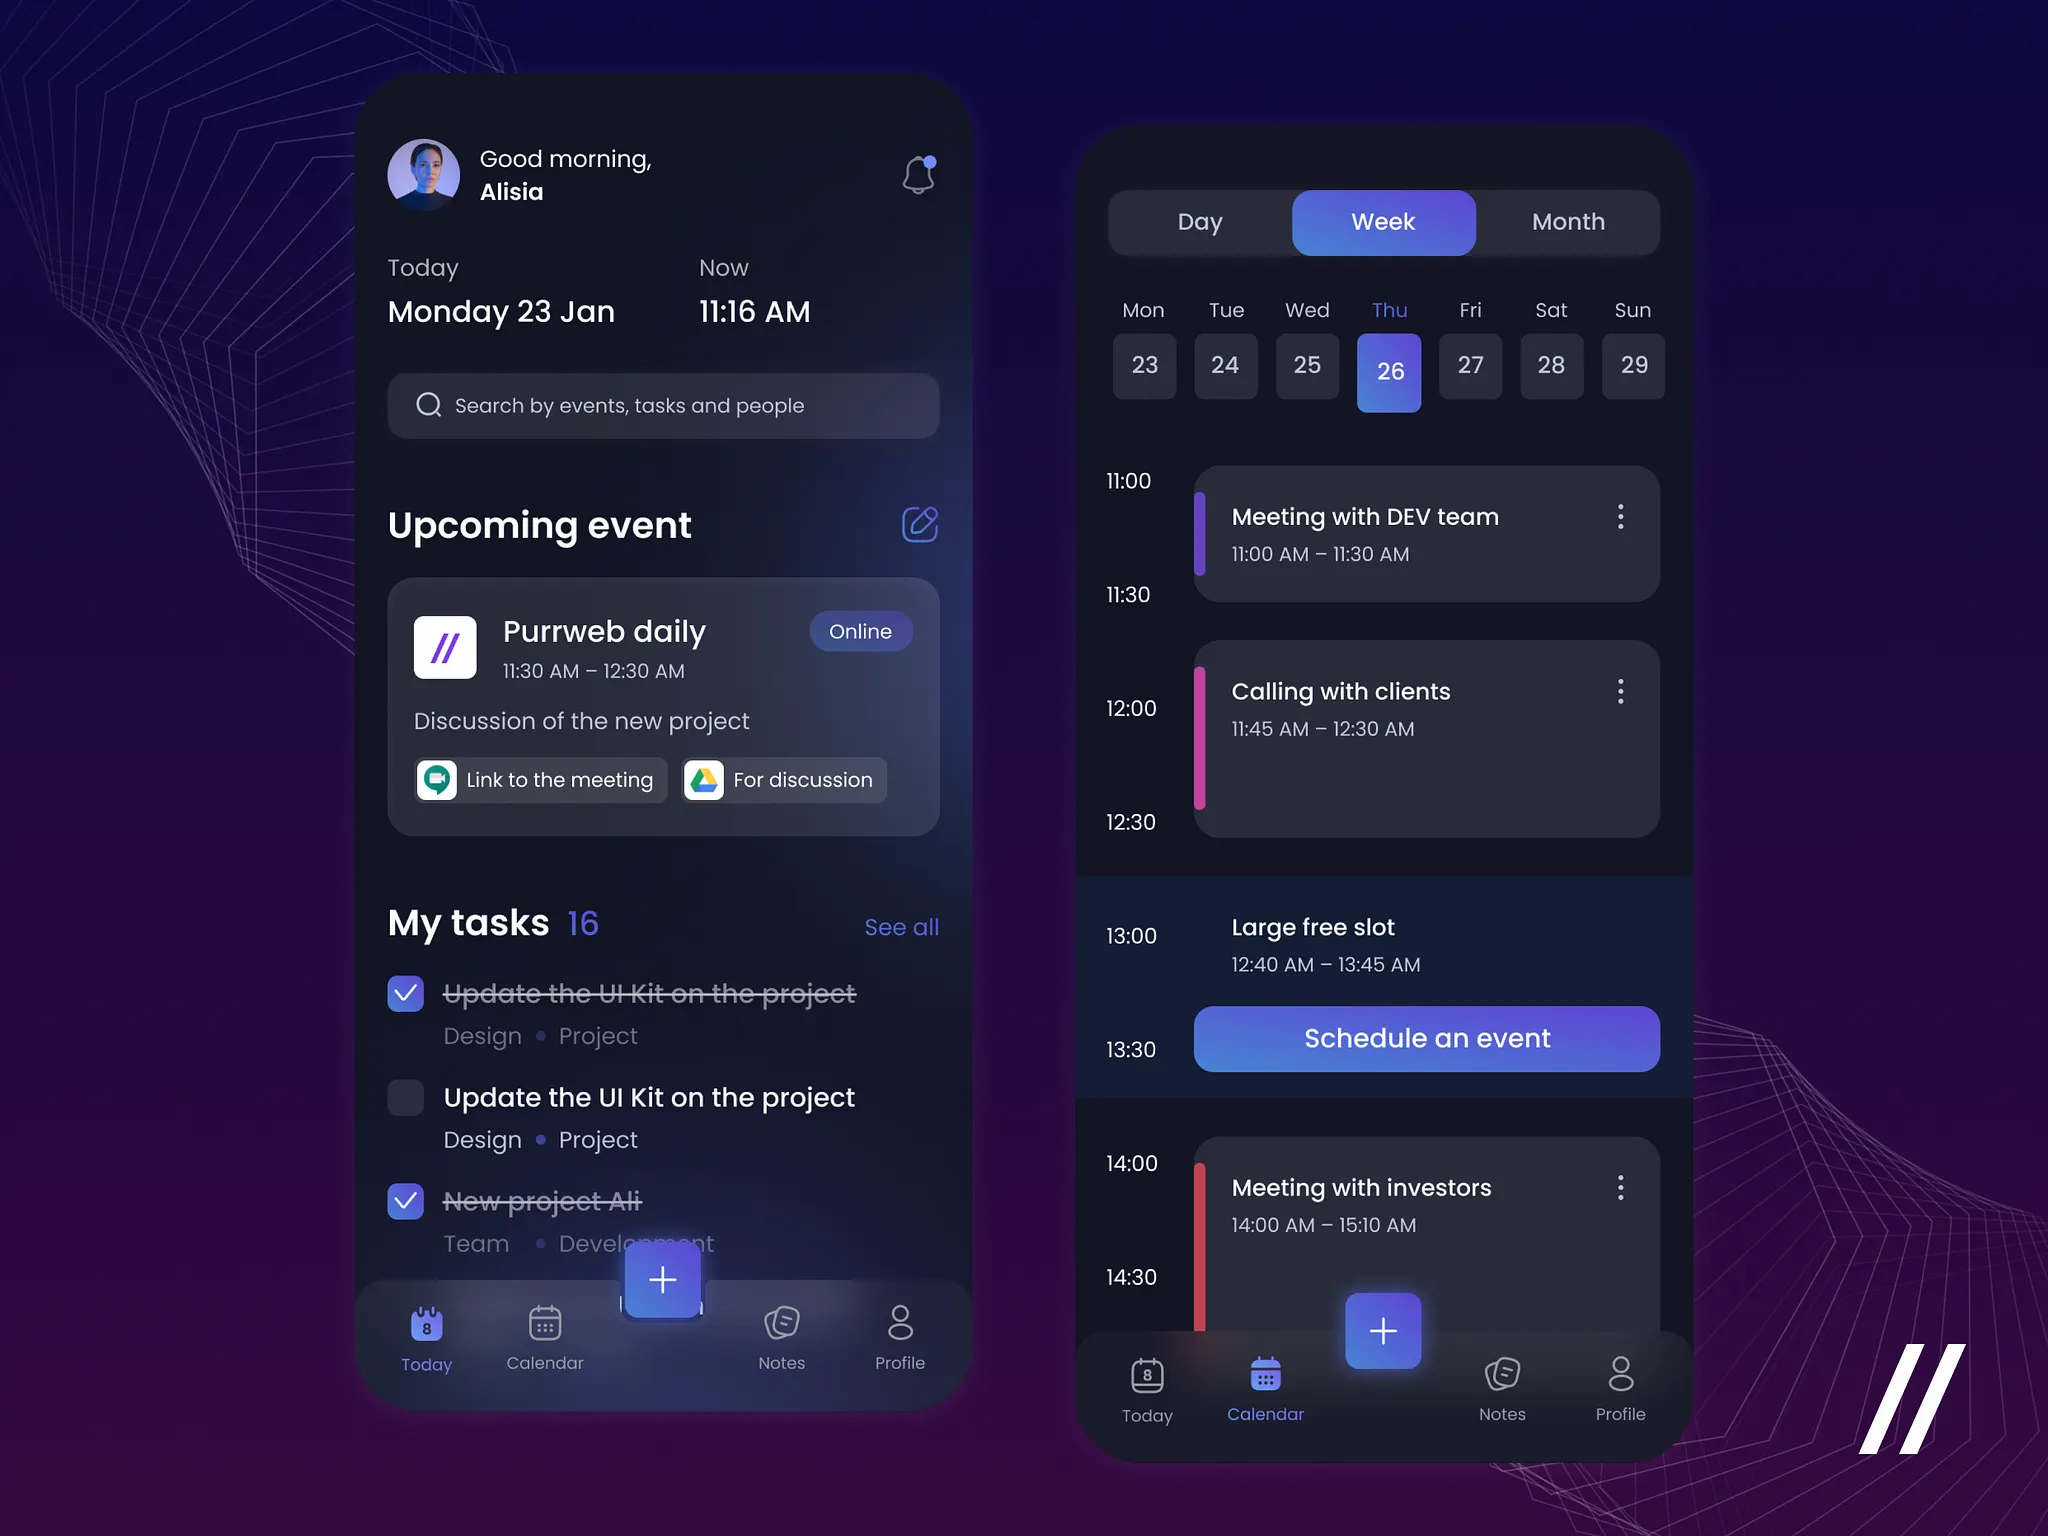 Good morning,
Alisia
Today
Monday 23 Jan
Now
11:16 AM
Search by events, tasks and people
Upcoming event
Purrweb daily
11:30 AM – 12:30 AM
Online
Discussion of the new project
Link to the meeting
For discussion
My tasks 16
See all
Update the UI Kit on the project
Design • Project
Update the UI Kit on the project
Design • Project
New project Ali
Team • Development
8
Today
Calendar
Notes
Profile
Day
Week
Month
Mon Tue Wed Thu Fri Sat Sun
23 24 25 26 27 28 29
11:00
Meeting with DEV team
11:00 AM – 11:30 AM
11:30
Calling with clients
11:45 AM – 12:30 AM
12:00
12:30
Large free slot
12:40 AM – 13:45 AM
13:00
Schedule an event
13:30
14:00
Meeting with investors
14:00 AM – 15:10 AM
14:30
8
Today
Calendar
Notes
Profile